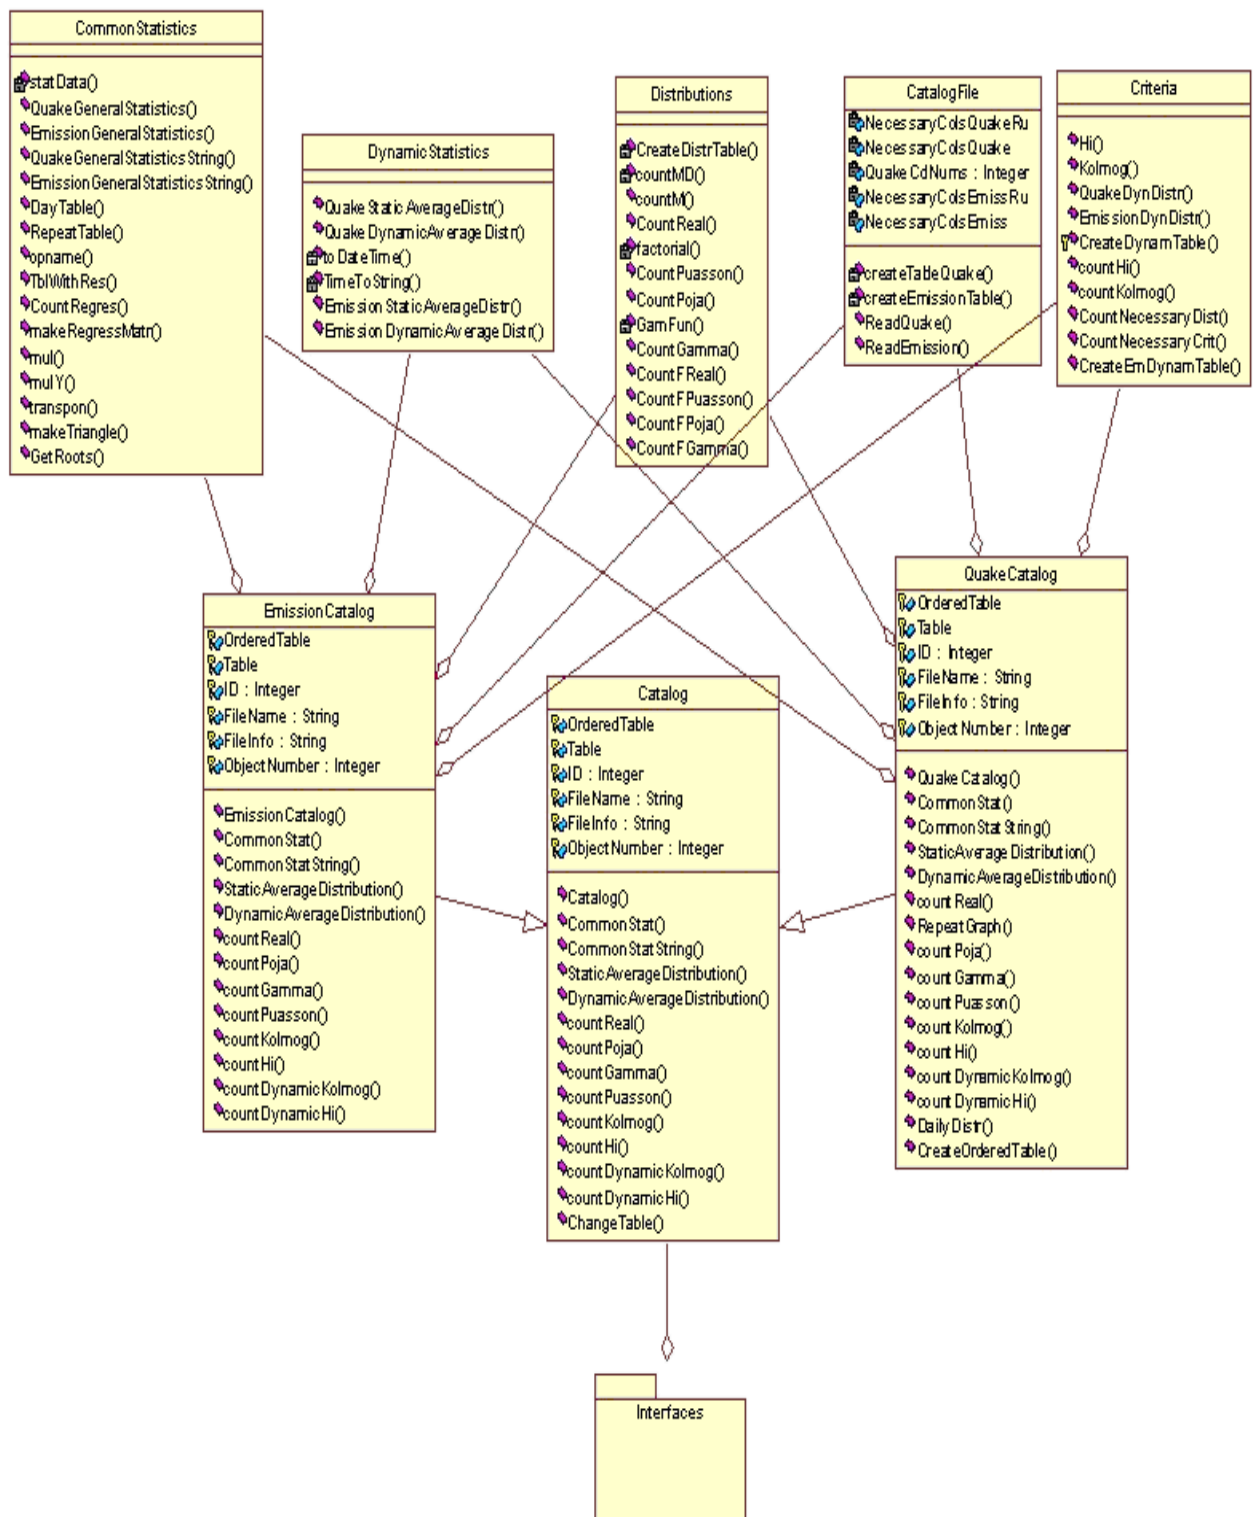 CommonStatistics
statData()
QuakeGeneralStatistics()
EmissionGeneralStatistics()
QuakeGeneralStatisticsString()
EmissionGeneralStatisticsString()
DayTable()
RepeatTable()
opname()
TblWithRes()
CountRegres()
makeRegressMatr()
mul()
mulY()
transpon()
makeTriangle()
GetRoots()
DynamicStatistics
QuakeStaticAverageDistr()
QuakeDynamicAverageDistr()
toDateTime()
TimeToString()
EmissionStaticAverageDistr()
EmissionDynamicAverageDistr()
Distributions
CreateDistrTable()
countMD()
countM()
CountReal()
factorial()
CountPuasson()
CountPoja()
GamFun()
CountGamma()
CountFReal()
CountFPuasson()
CountFPoja()
CountFGamma()
CatalogFile
NecessaryColsQuakeRu
NecessaryColsQuake
QuakeCdNums : Integer
NecessaryColsEmissRu
NecessaryColsEmiss
createTableQuake()
createEmissionTable()
ReadQuake()
ReadEmission()
Criteria
Hi()
Kolmog()
QuakeDynDistr()
EmissionDynDistr()
CreateDynamTable()
countHi()
countKolmog()
CountNecessaryDist()
CountNecessaryCrit()
CreateEmDynamTable()
EmissionCatalog
OrderedTable
Table
ID : Integer
FileName : String
FileInfo : String
ObjectNumber : Integer
EmissionCatalog()
CommonStat()
CommonStatString()
StaticAverageDistribution()
DynamicAverageDistribution()
countReal()
countPoja()
countGamma()
countPuasson()
countKolmog()
countHi()
countDynamicKolmog()
countDynamicHi()
Catalog
OrderedTable
Table
ID : Integer
FileName : String
FileInfo : String
ObjectNumber : Integer
Catalog()
CommonStat()
CommonStatString()
StaticAverageDistribution()
DynamicAverageDistribution()
countReal()
countPoja()
countGamma()
countPuasson()
countKolmog()
countHi()
countDynamicKolmog()
countDynamicHi()
ChangeTable()
QuakeCatalog
OrderedTable
Table
ID : Integer
FileName : String
FileInfo : String
ObjectNumber : Integer
QuakeCatalog()
CommonStat()
CommonStatString()
StaticAverageDistribution()
DynamicAverageDistribution()
countReal()
RepeatGraph()
countPoja()
countGamma()
countPuasson()
countKolmog()
countHi()
countDynamicKolmog()
countDynamicHi()
DailyDistr()
CreateOrderedTable()
Interfaces